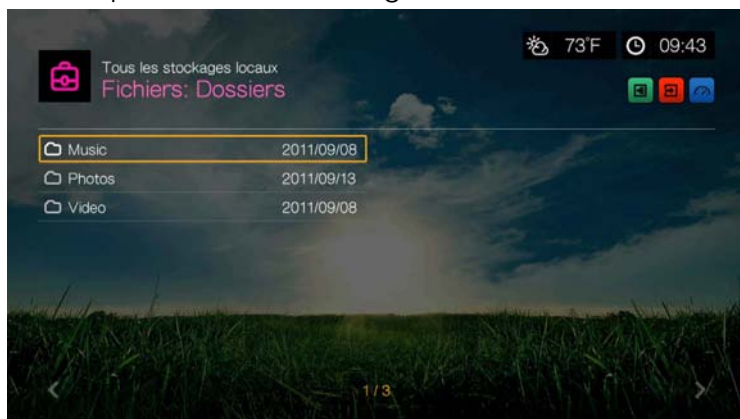 73°F 09:43
Tous les stockages locaux
Fichiers: Dossiers
Music 2011/09/08
Photos 2011/09/13
Video 2011/09/08
1/3